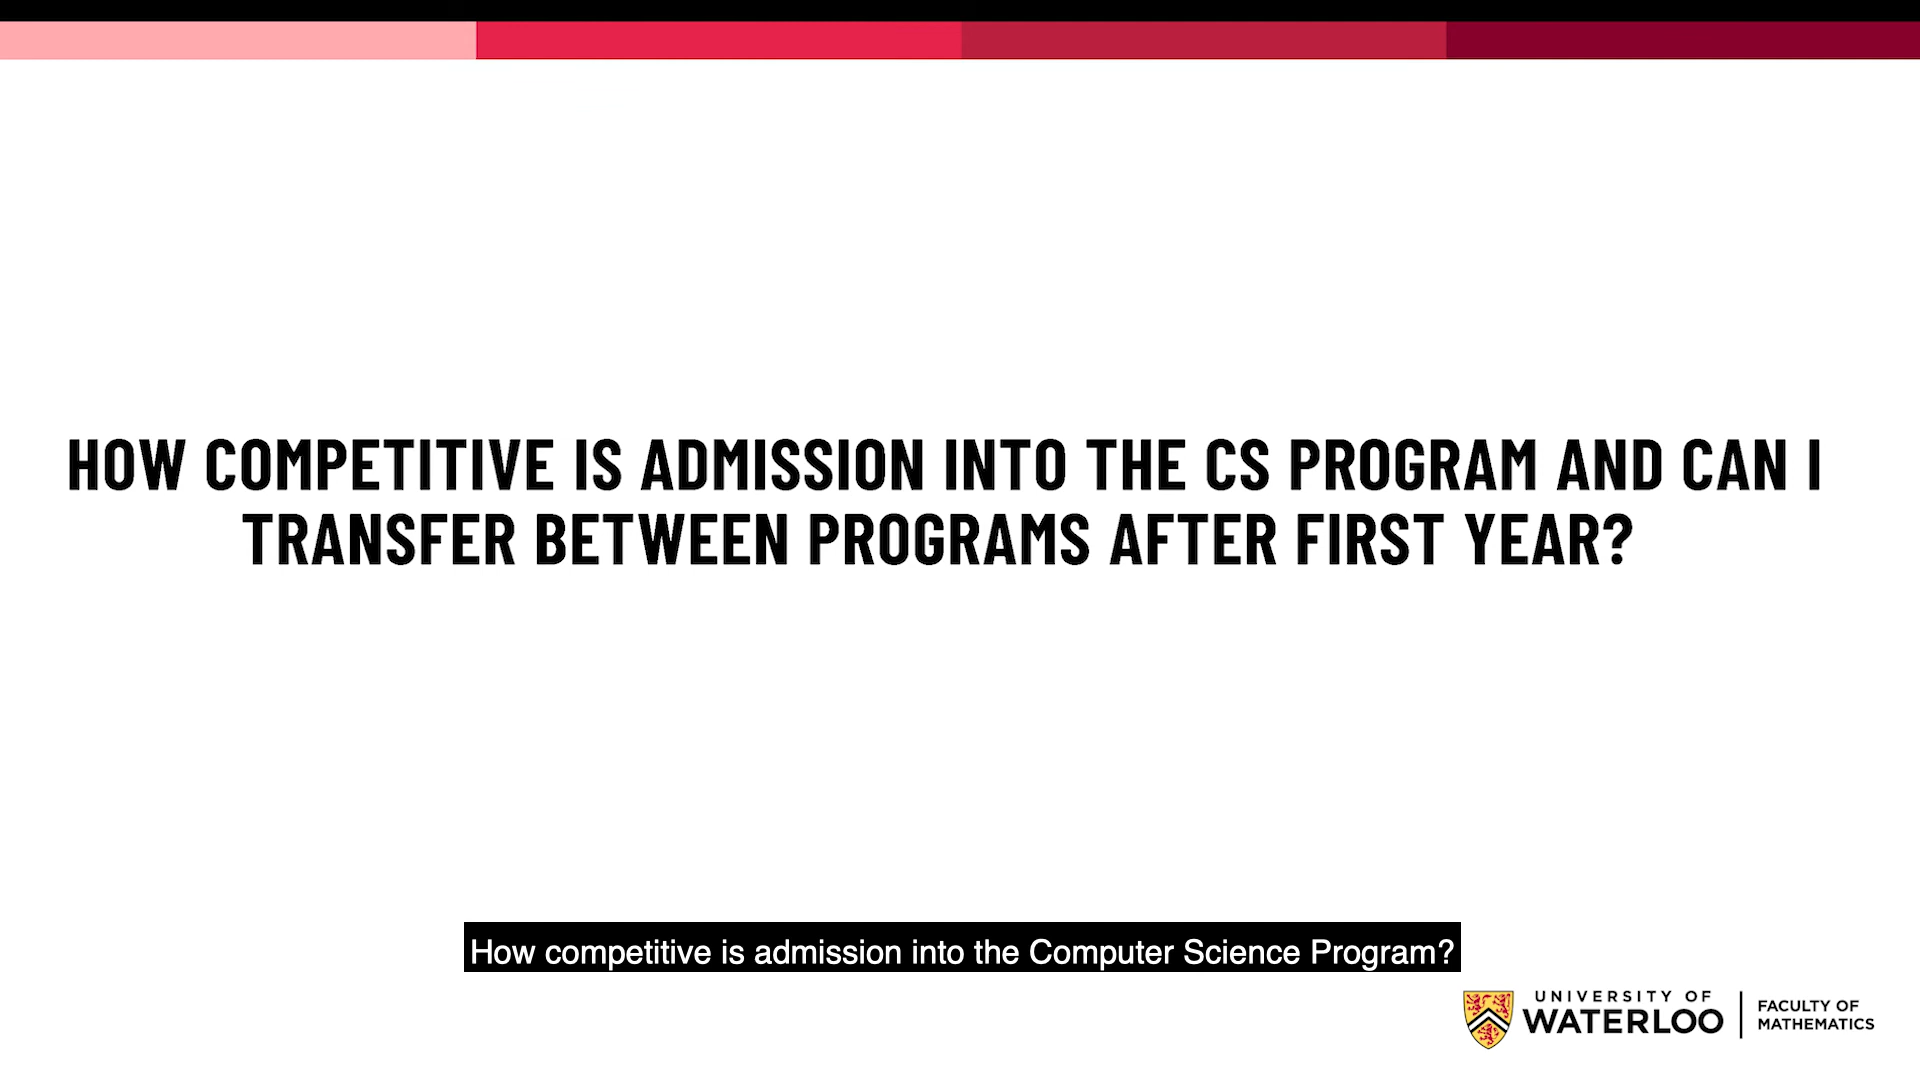 HOW COMPETITIVE IS ADMISSION INTO THE CS PROGRAM AND CAN I
TRANSFER BETWEEN PROGRAMS AFTER FIRST YEAR?
How competitive is admission into the Computer Science Program?
UNIVERSITY OF
WATERLOO
FACULTY OF
MATHEMATICS